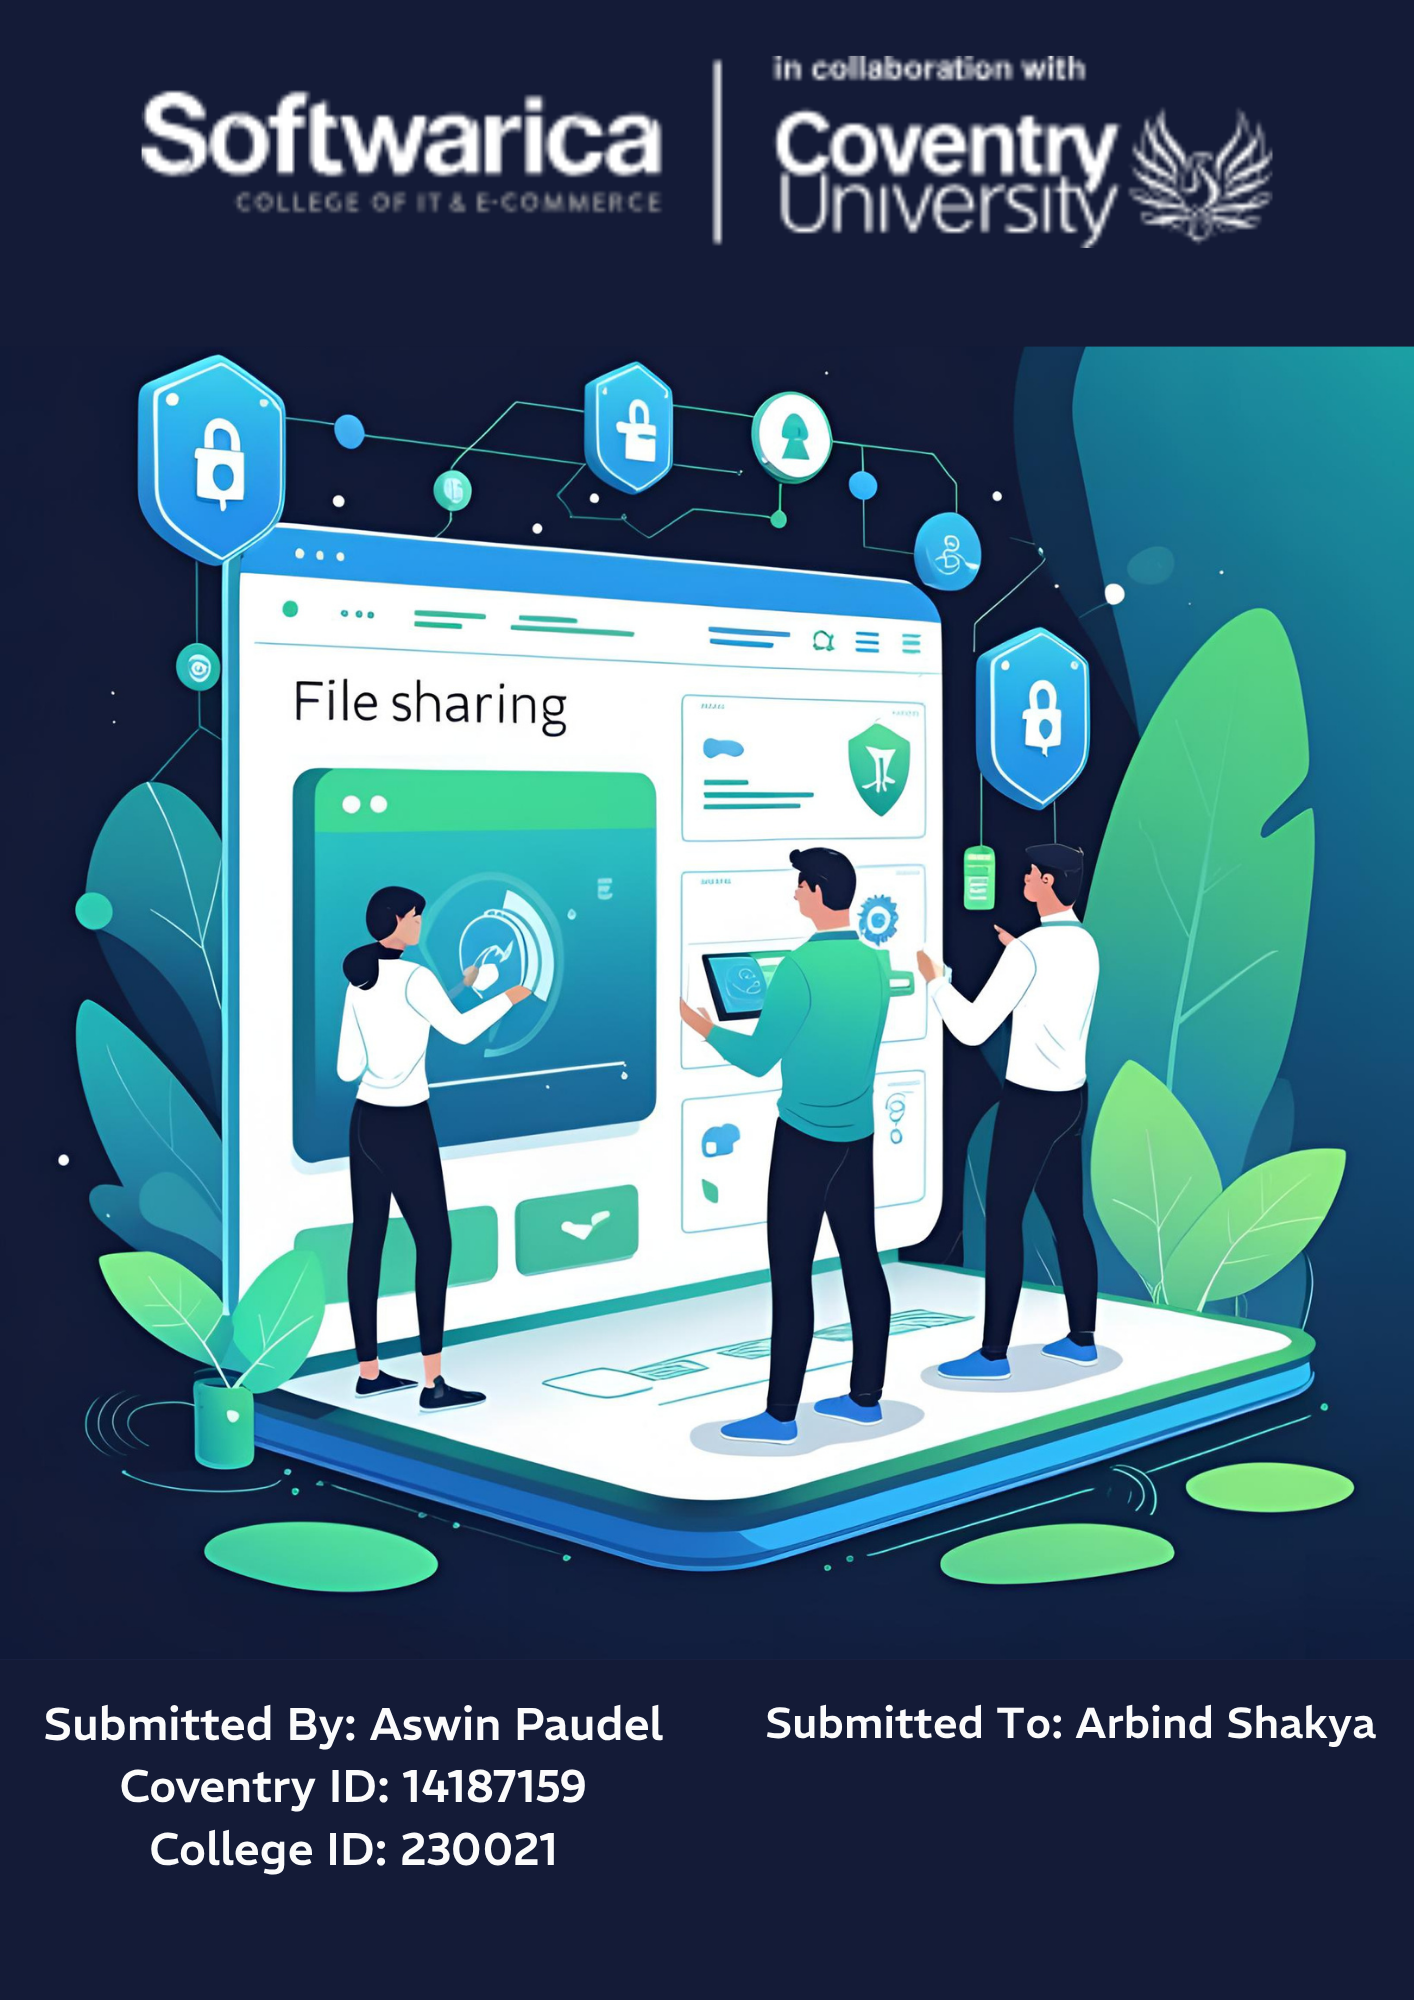 in collaboration with
Softwarica
COLLEGE OF IT & E-COMMERCE
Coventry
University
File sharing
Submitted By: Aswin Paudel
Coventry ID: 14187159
College ID: 230021
Submitted To: Arbind Shakya